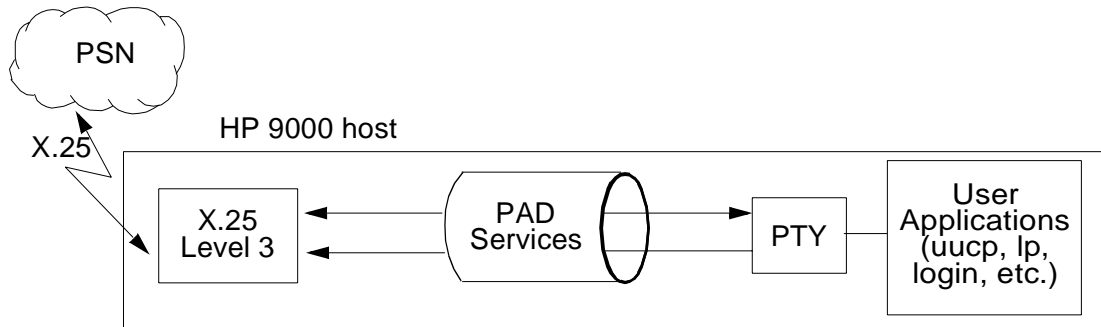 PSN
X.25
HP 9000 host
X.25
Level 3
PAD
Services
PTY
User
Applications
(uucp, lp,
login, etc.)